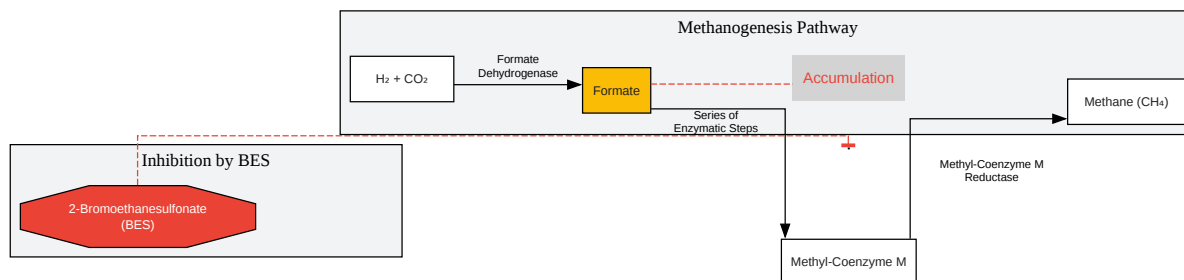 Methanogenesis Pathway
H₂ + CO₂
Formate
Dehydrogenase
Formate
Accumulation
Methane (CH₄)
Series of
Enzymatic Steps
Inhibition by BES
2-Bromoethanesulfonate
(BES)
Methyl-Coenzyme M
Reductase
Methyl-Coenzyme M